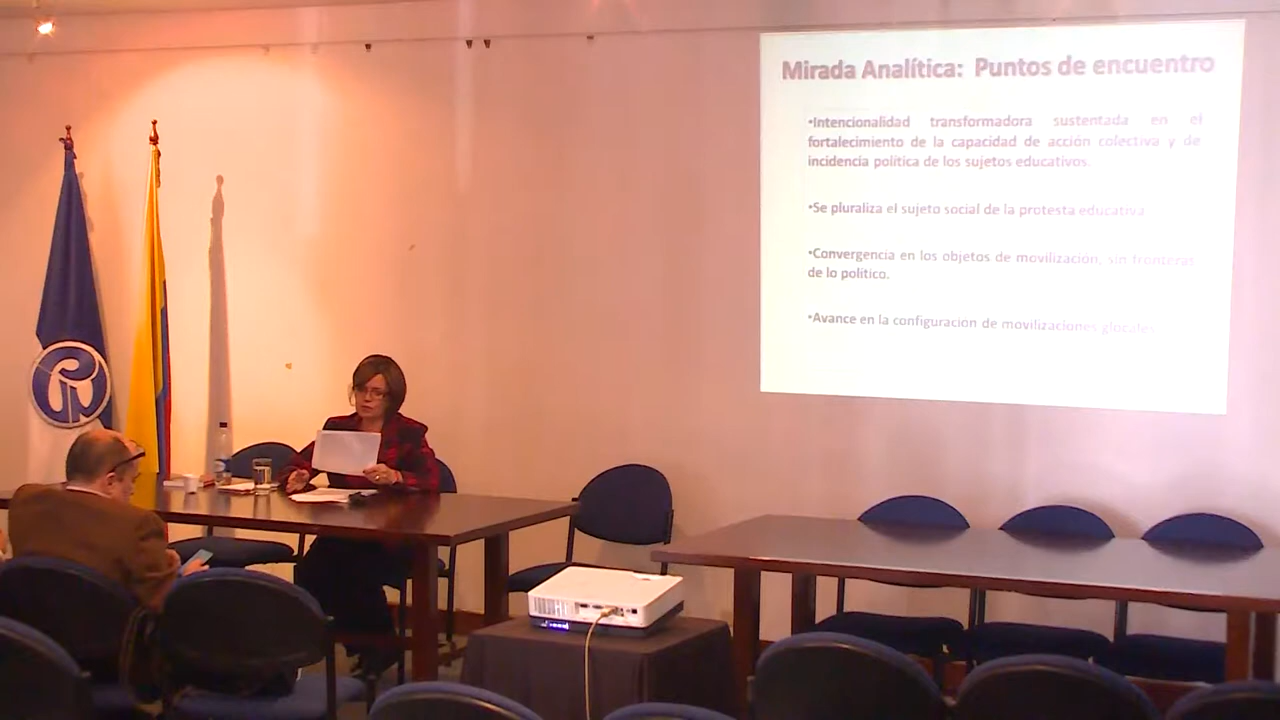 Mirada Analítica: Puntos de encuentro
•Intencionalidad transformadora sustentada en el
fortalecimiento de la capacidad de acción colectiva y de
incidencia política de los sujetos educativos.
•Se pluraliza el sujeto social de la protesta educativa
•Convergencia en los objetos de movilización, sin fronteras
de lo político.
•Avance en la configuración de movilizaciones glocales